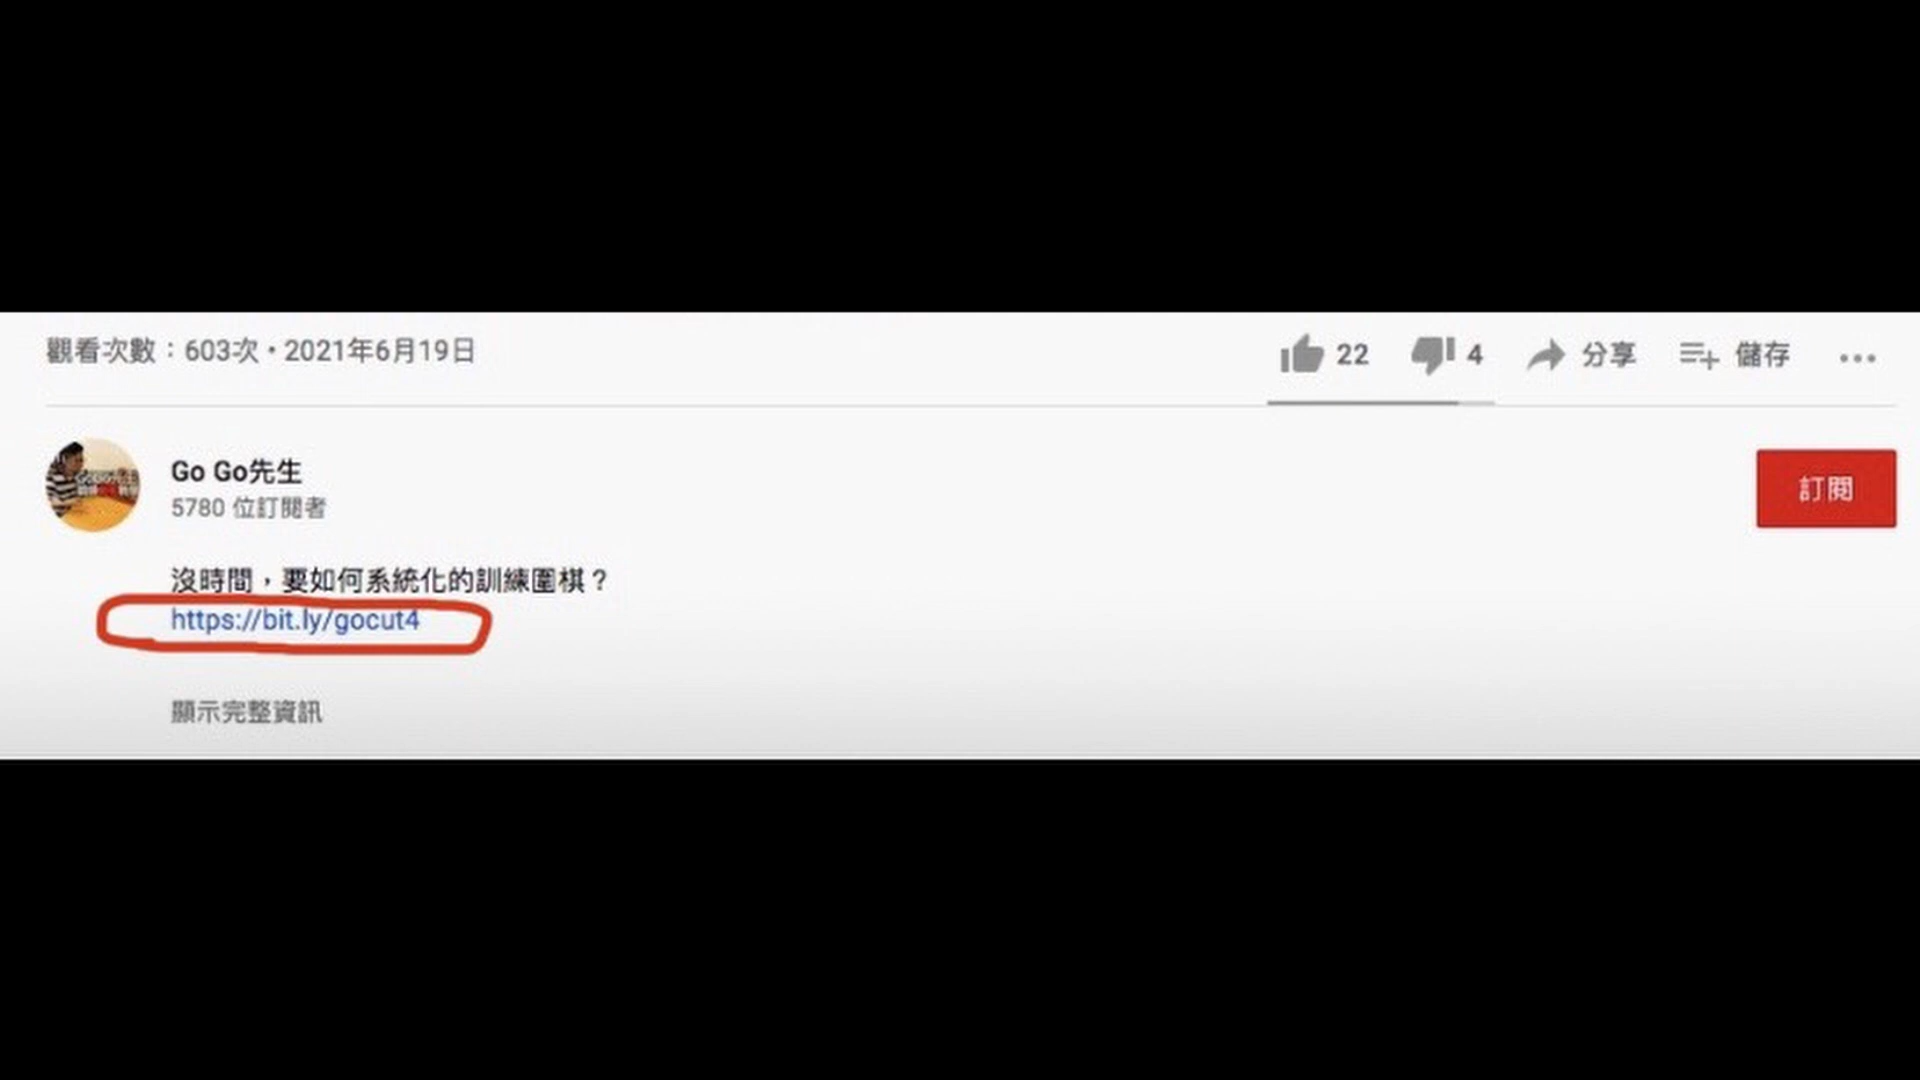 觀看次數：603次 • 2021年6月19日
22
4
分享
儲存
Go Go先生
5780 位訂閱者
訂閱
沒時間，要如何系統化的訓練圍棋？
https://bit.ly/gocut4
顯示完整資訊